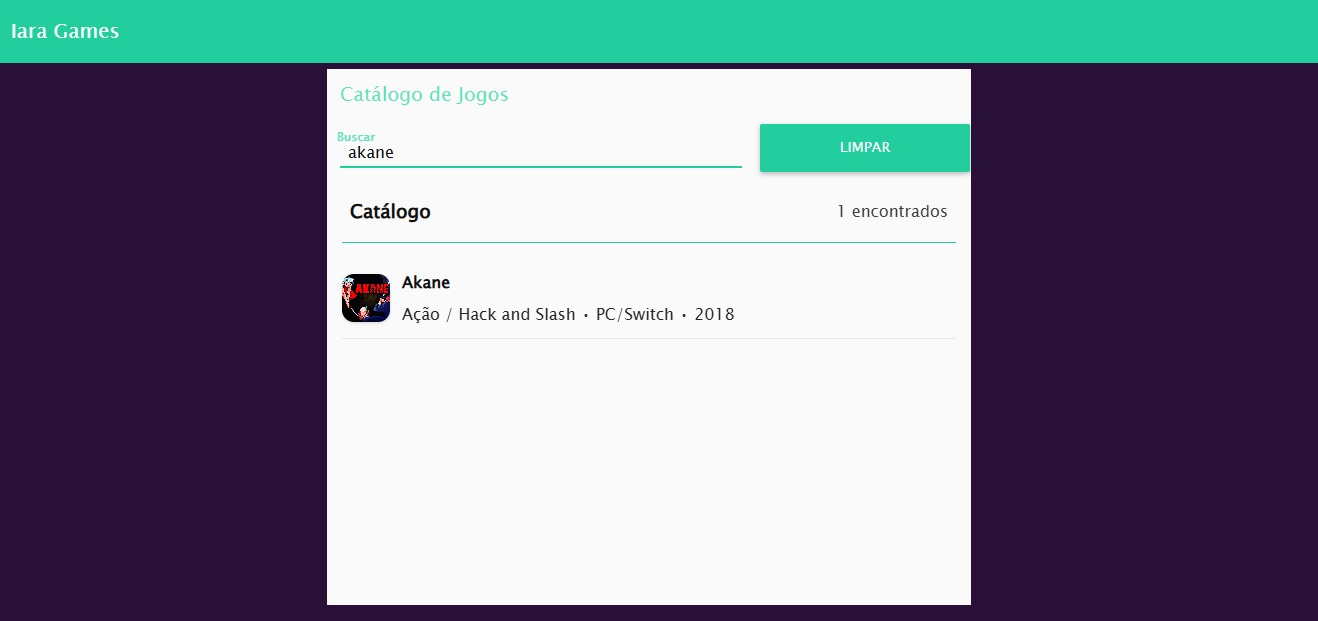 Iara Games
Catálogo de Jogos
Buscar
akane
LIMPAR
Catálogo
1 encontrados
AKANE
Akane
Ação / Hack and Slash • PC/Switch • 2018